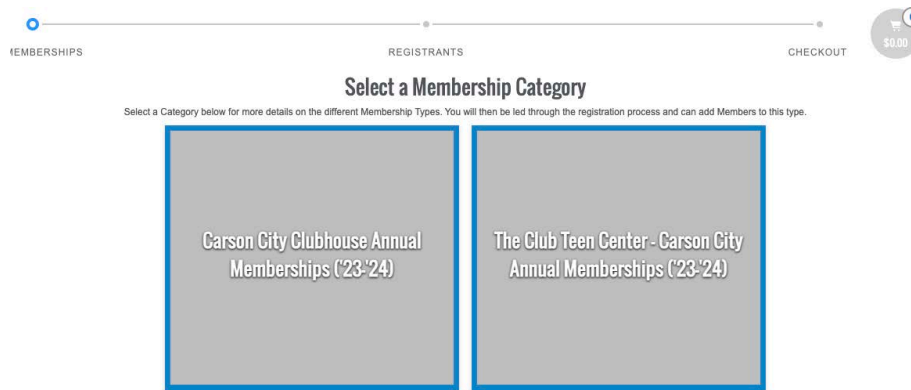 MEMBERSHIPS
REGISTRANTS
CHECKOUT
$0.00
Select a Membership Category
Select a Category below for more details on the different Membership Types. You will then be led through the registration process and can add Members to this type.
Carson City Clubhouse Annual
Memberships ('23-'24)
The Club Teen Center - Carson City
Annual Memberships ('23-'24)